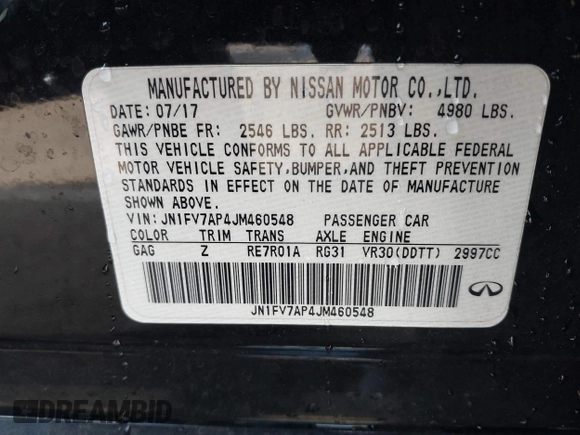 MANUFACTURED BY NISSAN MOTOR CO.,LTD.
DATE: 07/17 GVWR/PNBV: 4980 LBS.
GAWR/PNBE FR: 2546 LBS. RR: 2513 LBS.
THIS VEHICLE CONFORMS TO ALL APPLICABLE FEDERAL
MOTOR VEHICLE SAFETY,BUMPER,AND THEFT PREVENTION
STANDARDS IN EFFECT ON THE DATE OF MANUFACTURE
SHOWN ABOVE.
VIN: JN1FV7AP4JM460548 PASSENGER CAR
COLOR TRIM TRANS AXLE ENGINE
GAG Z RE7R01A RG31 VR30(DDTT) 2997CC
JN1FV7AP4JM460548
DREAMBID